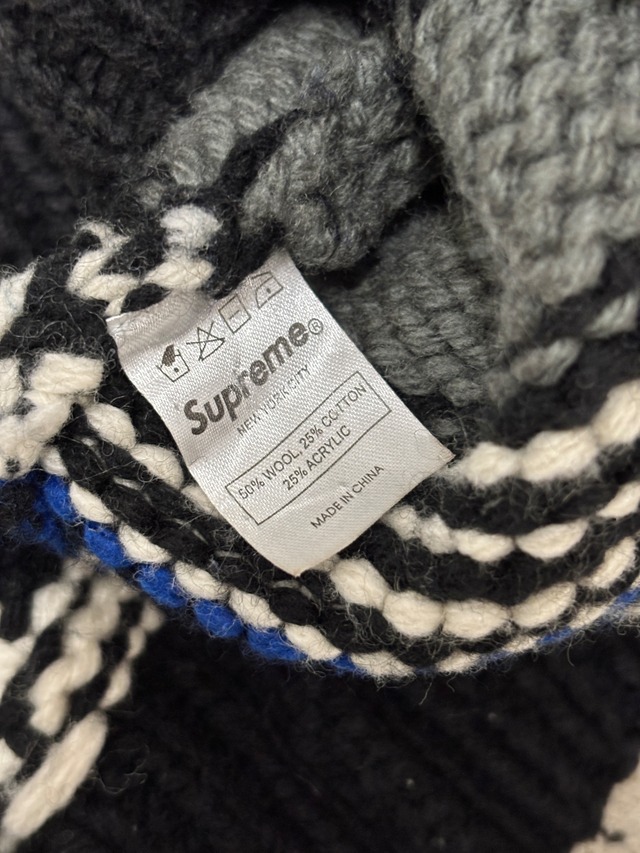 Supreme®
NEW YORK CITY
50% WOOL, 25% COTTON
25% ACRYLIC
MADE IN CHINA